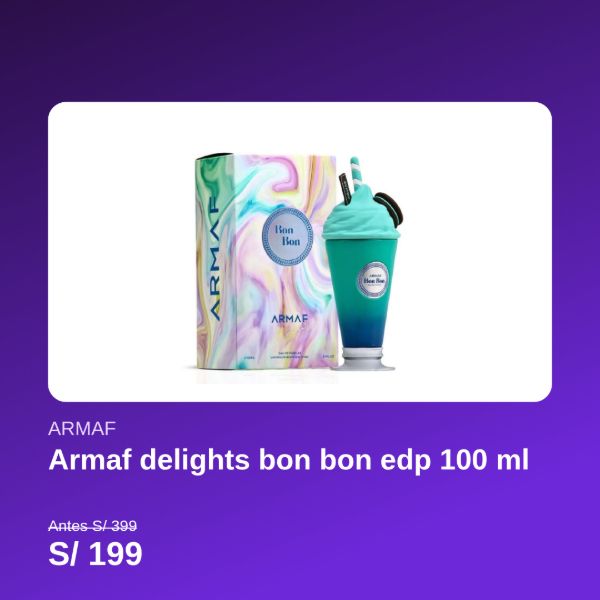 ARMAF
Bon
Bon
ARMAF
ARMAF
Bon Bon
ARMAF
Armaf delights bon bon edp 100 ml
Antes S/ 399
S/ 199